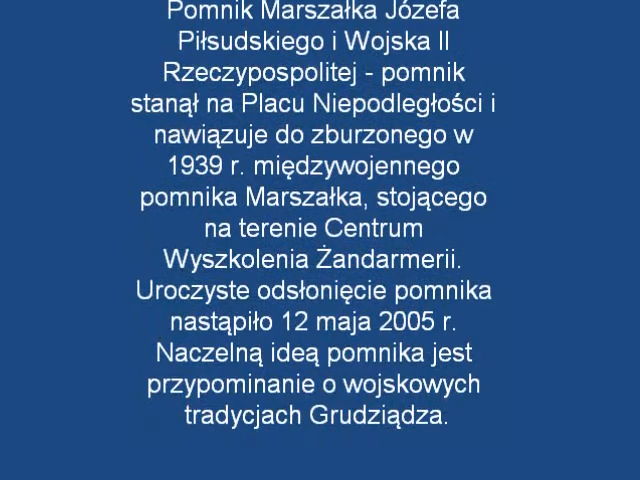 Pomnik Marszałka Józefa
Piłsudskiego i Wojska II
Rzeczypospolitej - pomnik
stanął na Placu Niepodległości i
nawiązuje do zburzonego w
1939 r. międzywojennego
pomnika Marszałka, stojącego
na terenie Centrum
Wyszkolenia Żandarmerii.
Uroczyste odsłonięcie pomnika
nastąpiło 12 maja 2005 r.
Naczelną ideą pomnika jest
przypominanie o wojskowych
tradycjach Grudziądza.